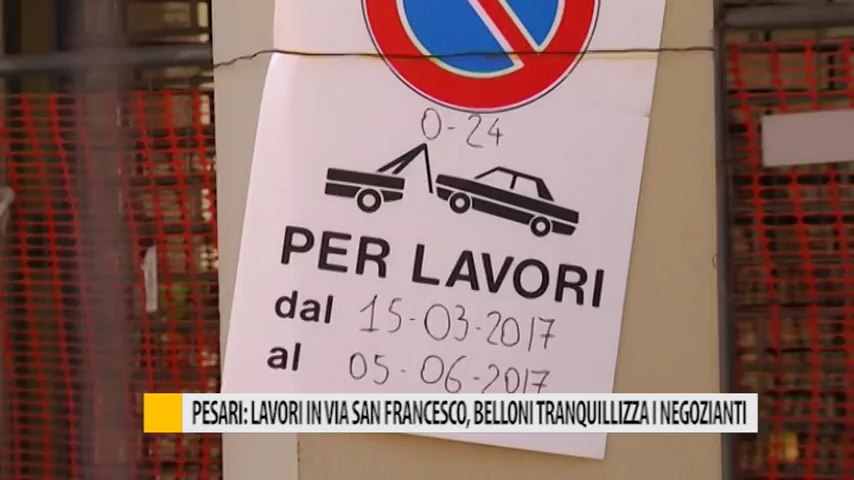 0-24
PER LAVORI
dal 15-03-2017
al 05-06-2017
PESARI: LAVORI IN VIA SAN FRANCESCO, BELLONI TRANQUILLIZZA I NEGOZIANTI